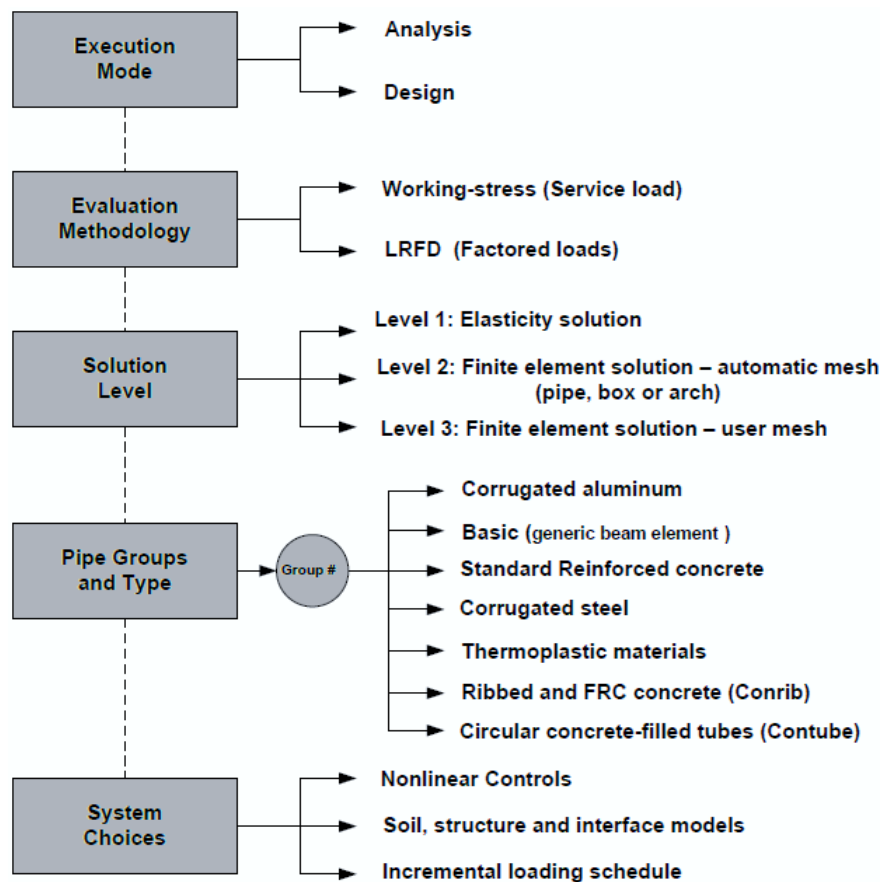 Execution
Mode
Analysis
Design
Evaluation
Methodology
Working-stress (Service load)
LRFD (Factored loads)
Solution
Level
Level 1: Elasticity solution
Level 2: Finite element solution – automatic mesh
(pipe, box or arch)
Level 3: Finite element solution – user mesh
Pipe Groups
and Type
Group #
Corrugated aluminum
Basic (generic beam element )
Standard Reinforced concrete
Corrugated steel
Thermoplastic materials
Ribbed and FRC concrete (Conrib)
Circular concrete-filled tubes (Contube)
System
Choices
Nonlinear Controls
Soil, structure and interface models
Incremental loading schedule